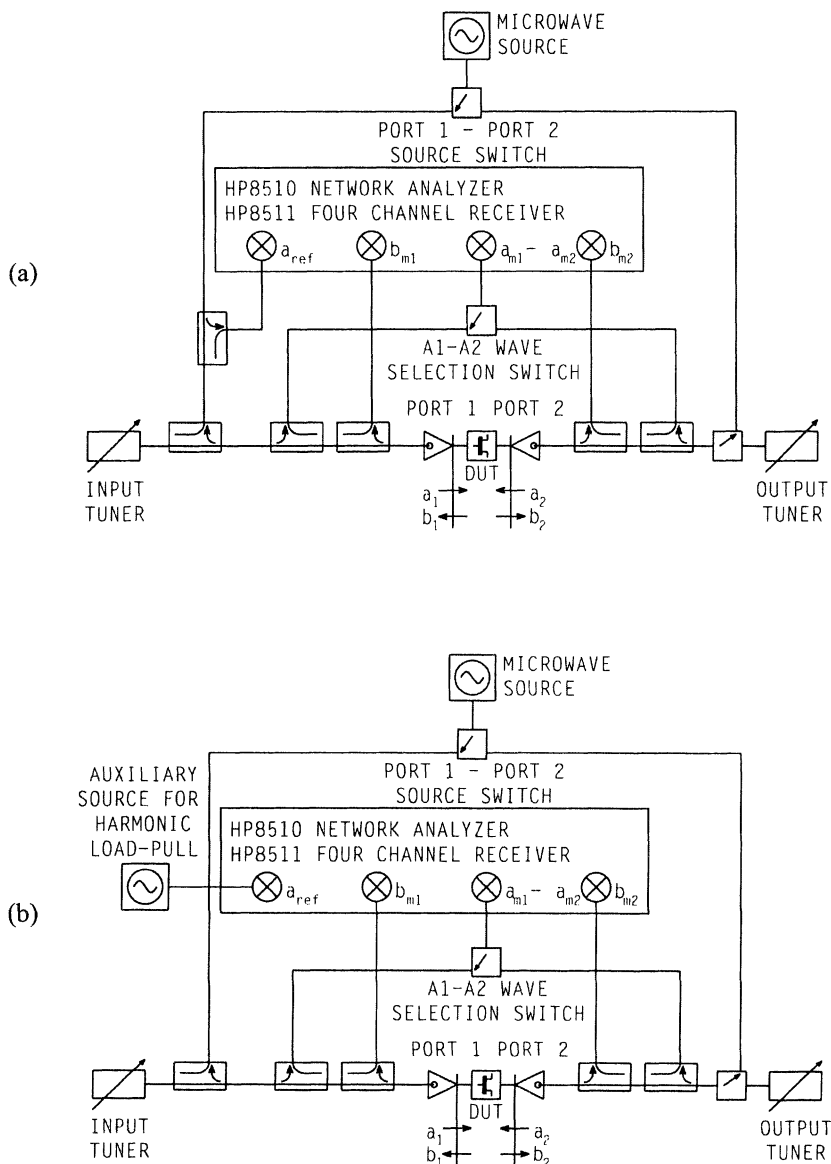 MICROWAVE
SOURCE
PORT 1 - PORT 2
SOURCE SWITCH
HP8510 NETWORK ANALYZER
HP8511 FOUR CHANNEL RECEIVER
a_ref b_m1 a_m1 - a_m2 b_m2
(a)
A1-A2 WAVE
SELECTION SWITCH
PORT 1 PORT 2
INPUT
TUNER
DUT
a_1 a_2
b_1 b_2
OUTPUT
TUNER
MICROWAVE
SOURCE
AUXILIARY
SOURCE FOR
HARMONIC
LOAD-PULL
PORT 1 - PORT 2
SOURCE SWITCH
HP8510 NETWORK ANALYZER
HP8511 FOUR CHANNEL RECEIVER
a_ref b_m1 a_m1 - a_m2 b_m2
(b)
A1-A2 WAVE
SELECTION SWITCH
PORT 1 PORT 2
INPUT
TUNER
DUT
a_1 a_2
b_1 b_2
OUTPUT
TUNER